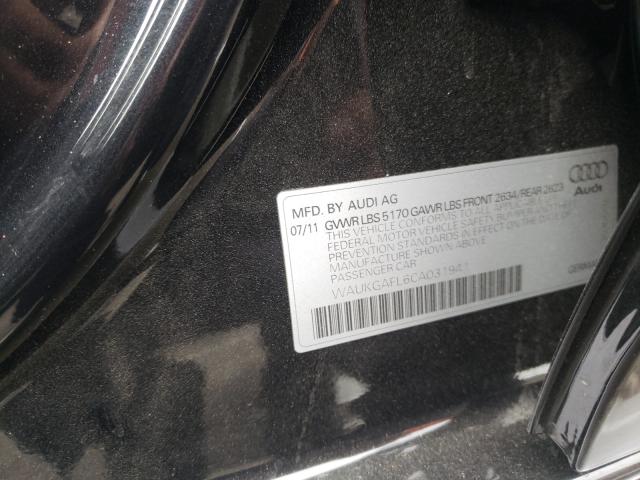 MFD. BY AUDI AG
07/11 GVWR LBS 5170 GAWR LBS FRONT 2634/REAR 2623
THIS VEHICLE CONFORMS TO ALL APPLICABLE
FEDERAL MOTOR VEHICLE SAFETY, BUMPER AND THEFT
PREVENTION STANDARDS IN EFFECT ON THE DATE OF
MANUFACTURE SHOWN ABOVE
PASSENGER CAR
WAUKGAFL6CA031941
Audi